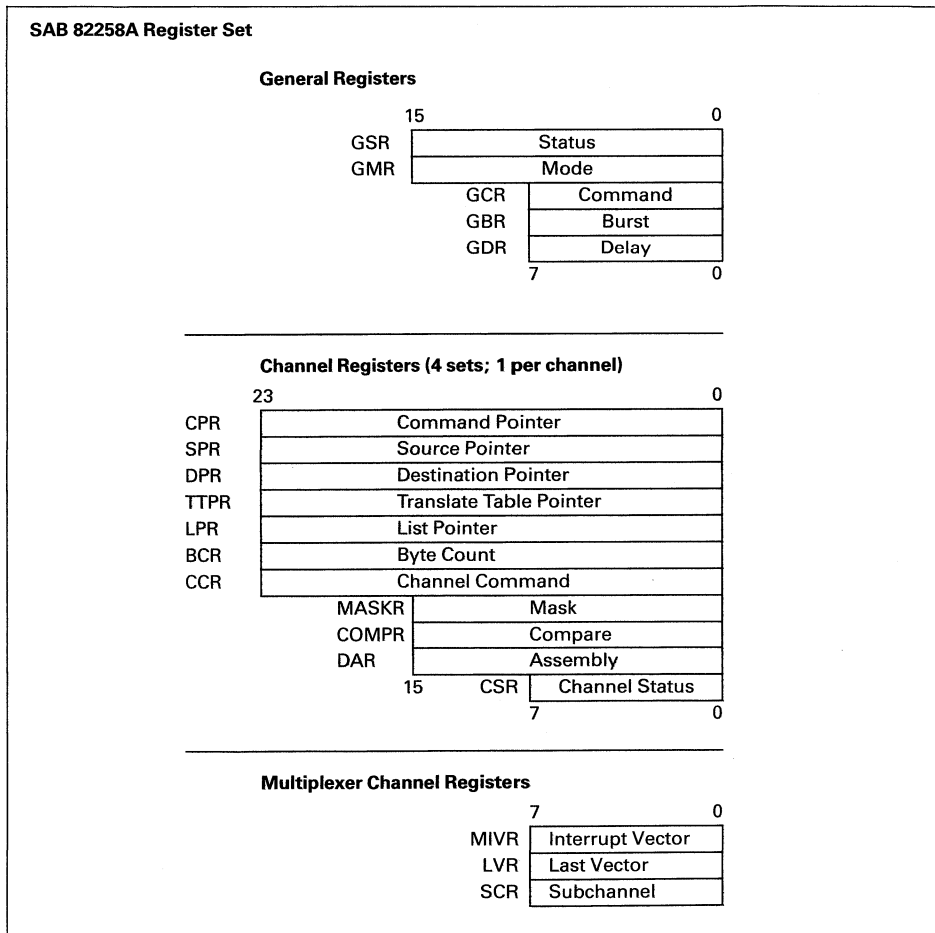 SAB 82258A Register Set
General Registers
15 0
GSR Status
GMR Mode
GCR Command
GBR Burst
GDR Delay
7 0
Channel Registers (4 sets; 1 per channel)
23 0
CPR Command Pointer
SPR Source Pointer
DPR Destination Pointer
TTPR Translate Table Pointer
LPR List Pointer
BCR Byte Count
CCR Channel Command
MASKR Mask
COMPR Compare
DAR Assembly
15 CSR Channel Status
7 0
Multiplexer Channel Registers
7 0
MIVR Interrupt Vector
LVR Last Vector
SCR Subchannel